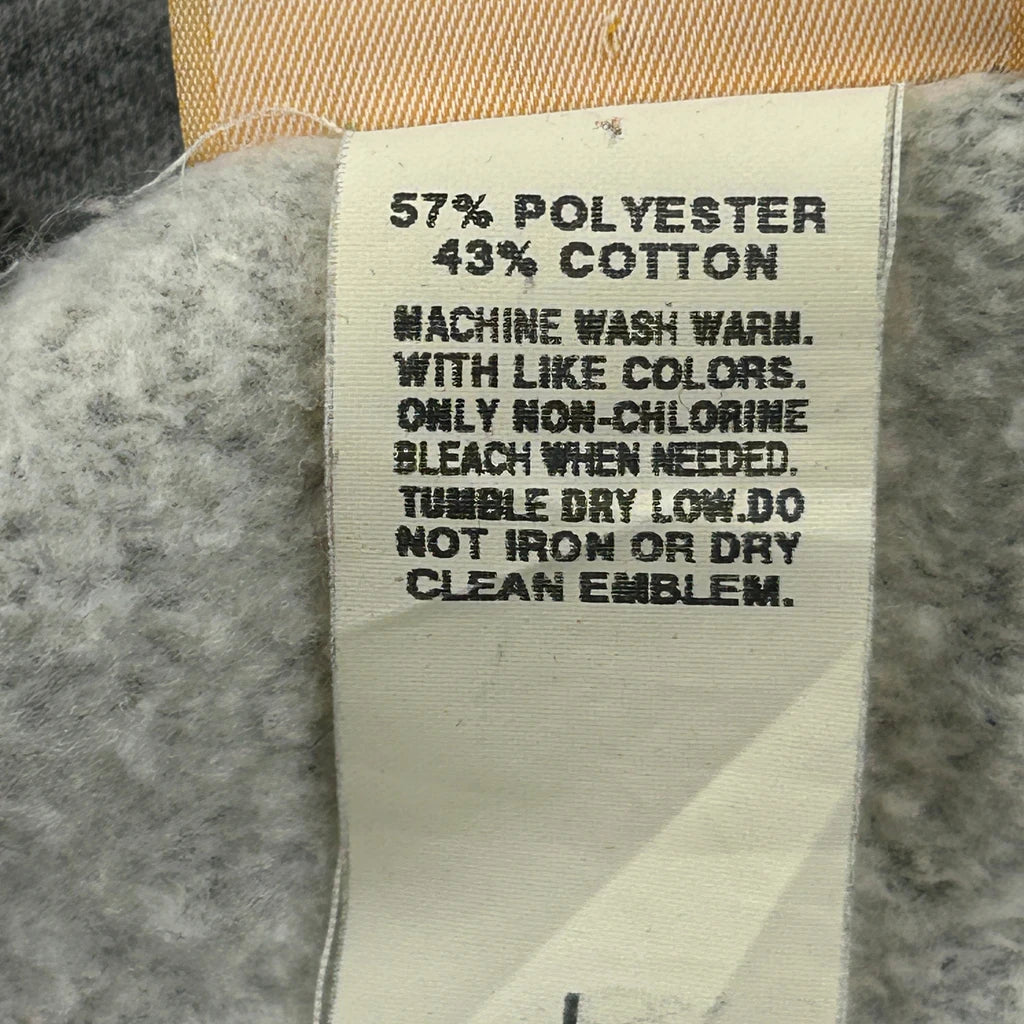 57% POLYESTER
43% COTTON
MACHINE WASH WARM.
WITH LIKE COLORS.
ONLY NON-CHLORINE
BLEACH WHEN NEEDED.
TUMBLE DRY LOW.DO
NOT IRON OR DRY
CLEAN EMBLEM.